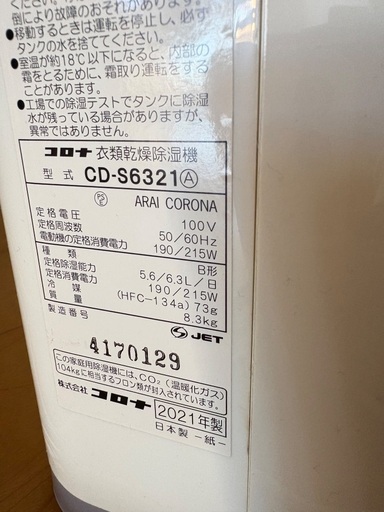 ください。
倒により故障のおそれがあります。
●移動するときは運転を停止し、必ず
タンクの水を捨ててください。
●室温が約18℃以下になると、内部の
霜をとるために、霜取り運転をする
ことがあります。
●工場での除湿テストでタンクに除湿
水が残っている場合がありますが、
異常ではありません。
コロナ 衣類乾燥除湿機
型式 CD-S6321Ⓐ
PS E ARAI CORONA
定格電圧 100V
定格周波数 50/60Hz
電動機の定格消費電力 190/215W
種類 B形
定格除湿能力 5.6/6.3L/日
定格消費電力 190/215W
冷媒 (HFC-134a) 73g
質量 8.3kg
製造番号
JET
4170129
この家庭用除湿機には、CO₂(温暖化ガス)
104kgに相当するフロン類が封入されています。
株式会社 コロナ 2021年製
日本製 -紙-